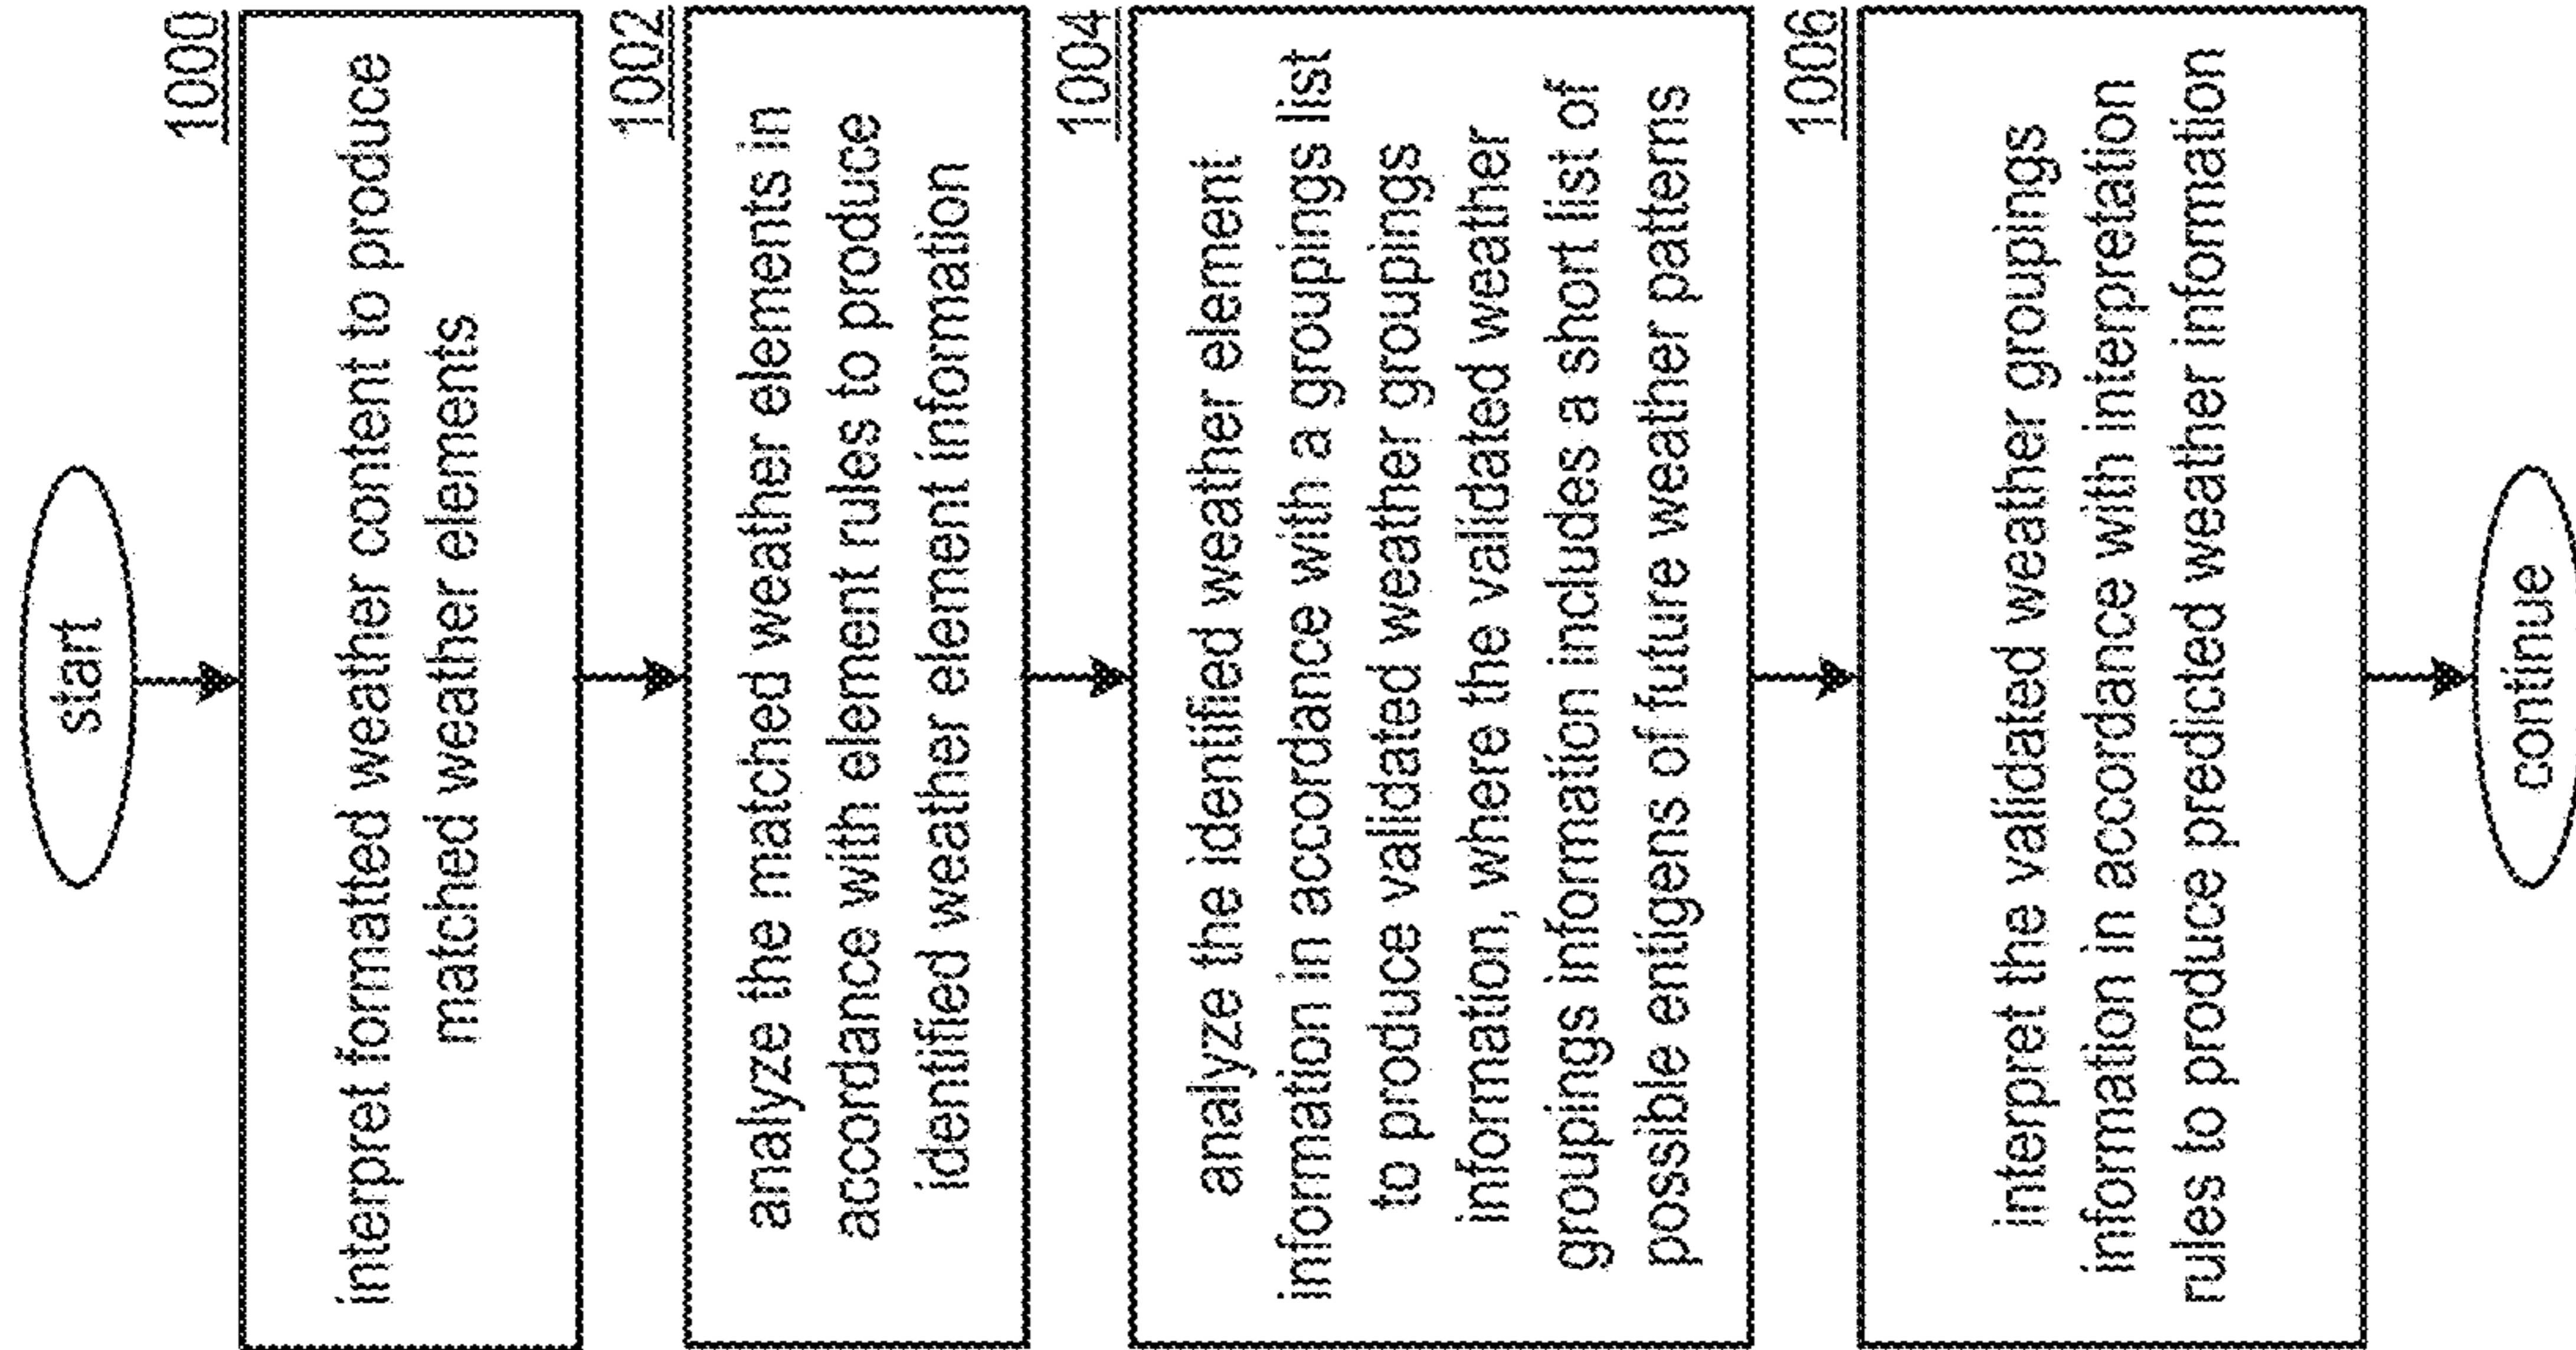 start
1000
interpret formatted weather content to produce
matched weather elements
1002
analyze the matched weather elements in
accordance with element rules to produce
identified weather element information
1004
analyze the identified weather element
information in accordance with a groupings list
to produce validated weather groupings
information, where the validated weather
groupings information includes a short list of
possible entigens of future weather patterns
1006
interpret the validated weather groupings
information in accordance with interpretation
rules to produce predicted weather information
continue